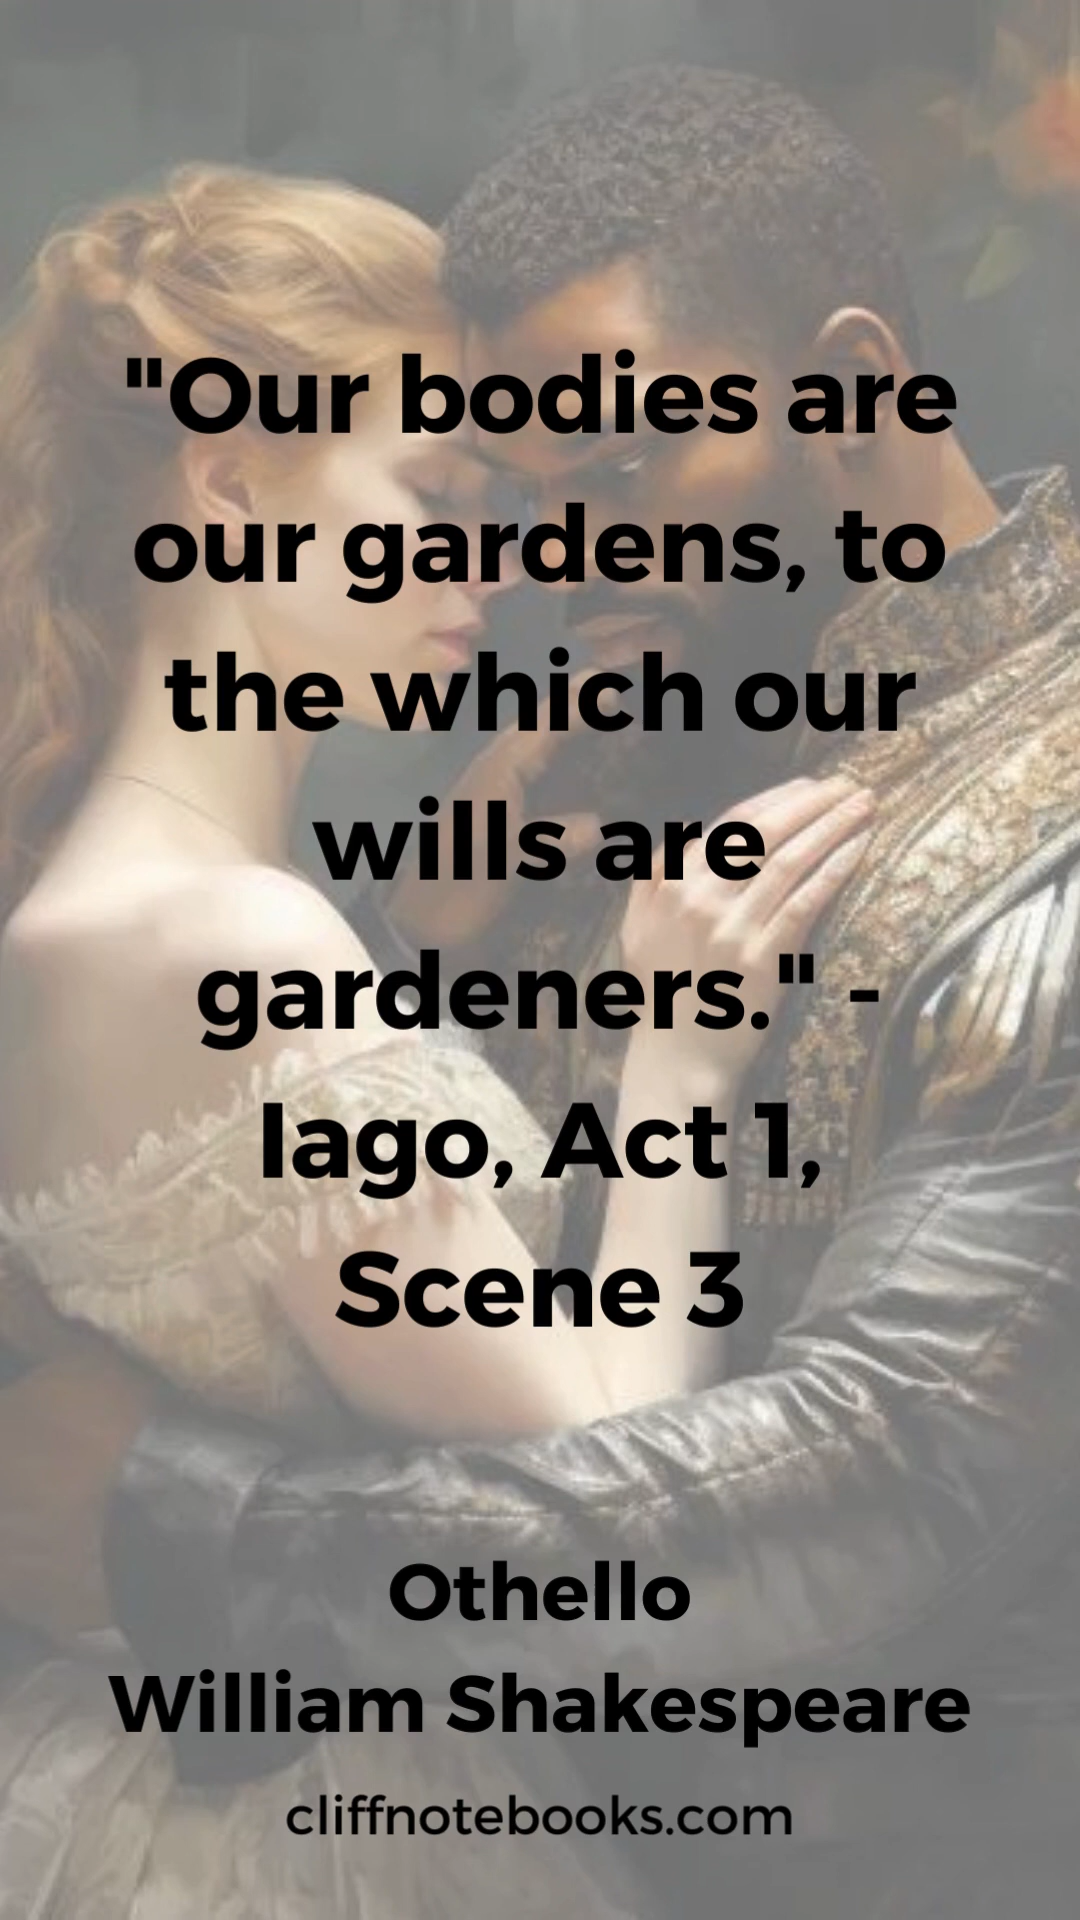 "Our bodies are
our gardens, to
the which our
wills are
gardeners." -
Iago, Act 1,
Scene 3
Othello
William Shakespeare
cliffnotebooks.com